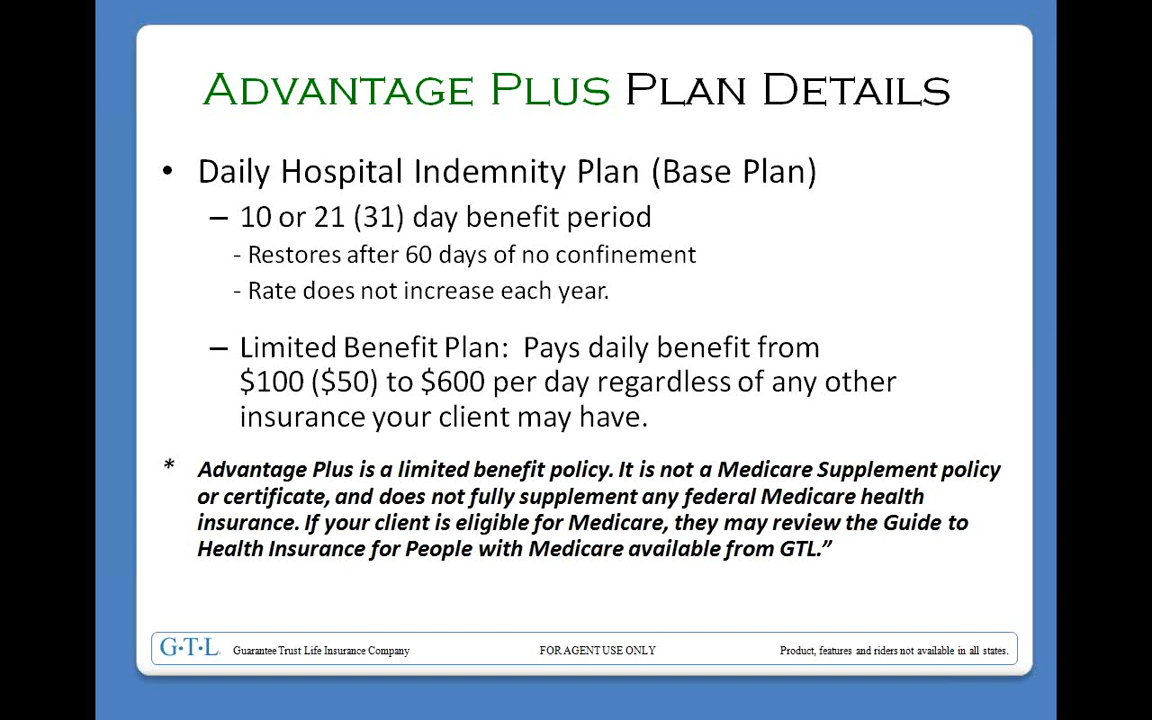 Advantage Plus Plan Details
• Daily Hospital Indemnity Plan (Base Plan)
– 10 or 21 (31) day benefit period
- Restores after 60 days of no confinement
- Rate does not increase each year.
– Limited Benefit Plan:  Pays daily benefit from
$100 ($50) to $600 per day regardless of any other
insurance your client may have.
* Advantage Plus is a limited benefit policy. It is not a Medicare Supplement policy
or certificate, and does not fully supplement any federal Medicare health
insurance. If your client is eligible for Medicare, they may review the Guide to
Health Insurance for People with Medicare available from GTL.”
G·T·L. Guarantee Trust Life Insurance Company FOR AGENT USE ONLY Product, features and riders not available in all states.